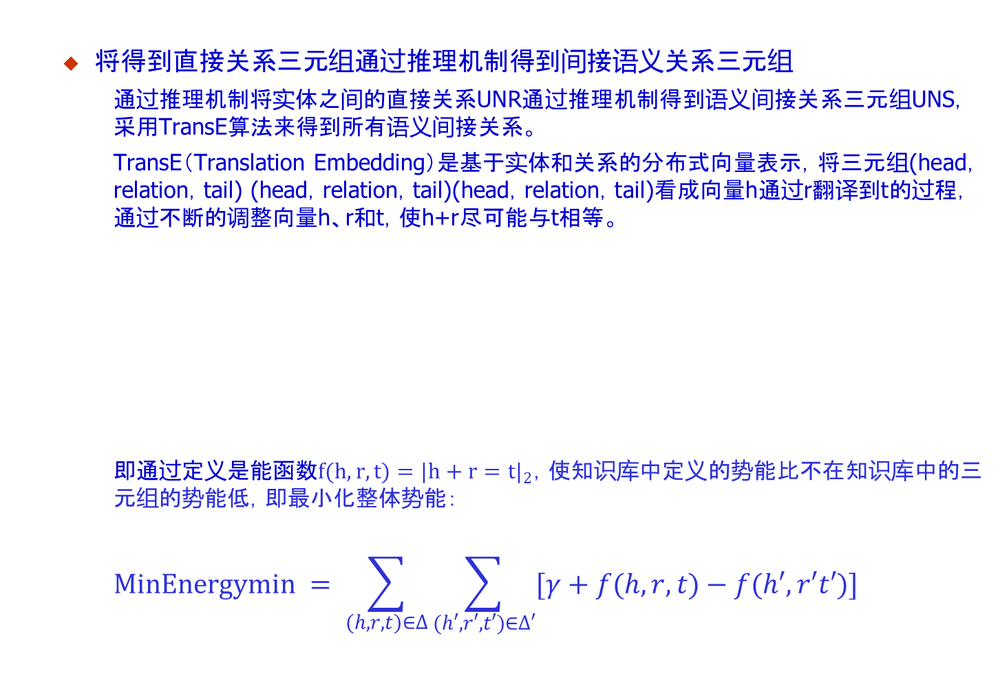 将得到直接关系三元组通过推理机制得到间接语义关系三元组
通过推理机制将实体之间的直接关系UNR通过推理机制得到语义间接关系三元组UNS,
采用TransE算法来得到所有语义间接关系。
TransE（Translation Embedding）是基于实体和关系的分布式向量表示，将三元组(head,
relation, tail) (head, relation, tail)(head, relation, tail)看成向量h通过r翻译到t的过程，
通过不断的调整向量h、r和t，使h+r尽可能与t相等。
即通过定义是能函数f(h, r, t) = |h + r = t|₂，使知识库中定义的势能比不在知识库中的三
元组的势能低，即最小化整体势能：
MinEnergymin = ∑(h,r,t)∈Δ ∑(h′,r′,t′)∈Δ′ [γ + f(h, r, t) − f(h′, r′t′)]